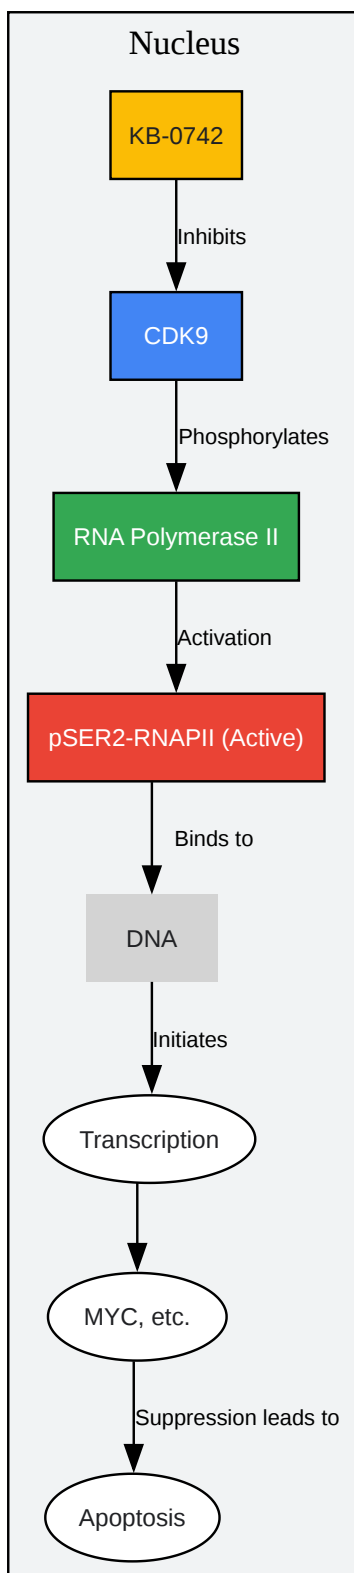 Nucleus
KB-0742
Inhibits
CDK9
Phosphorylates
RNA Polymerase II
Activation
pSER2-RNAPII (Active)
Binds to
DNA
Initiates
Transcription
MYC, etc.
Suppression leads to
Apoptosis